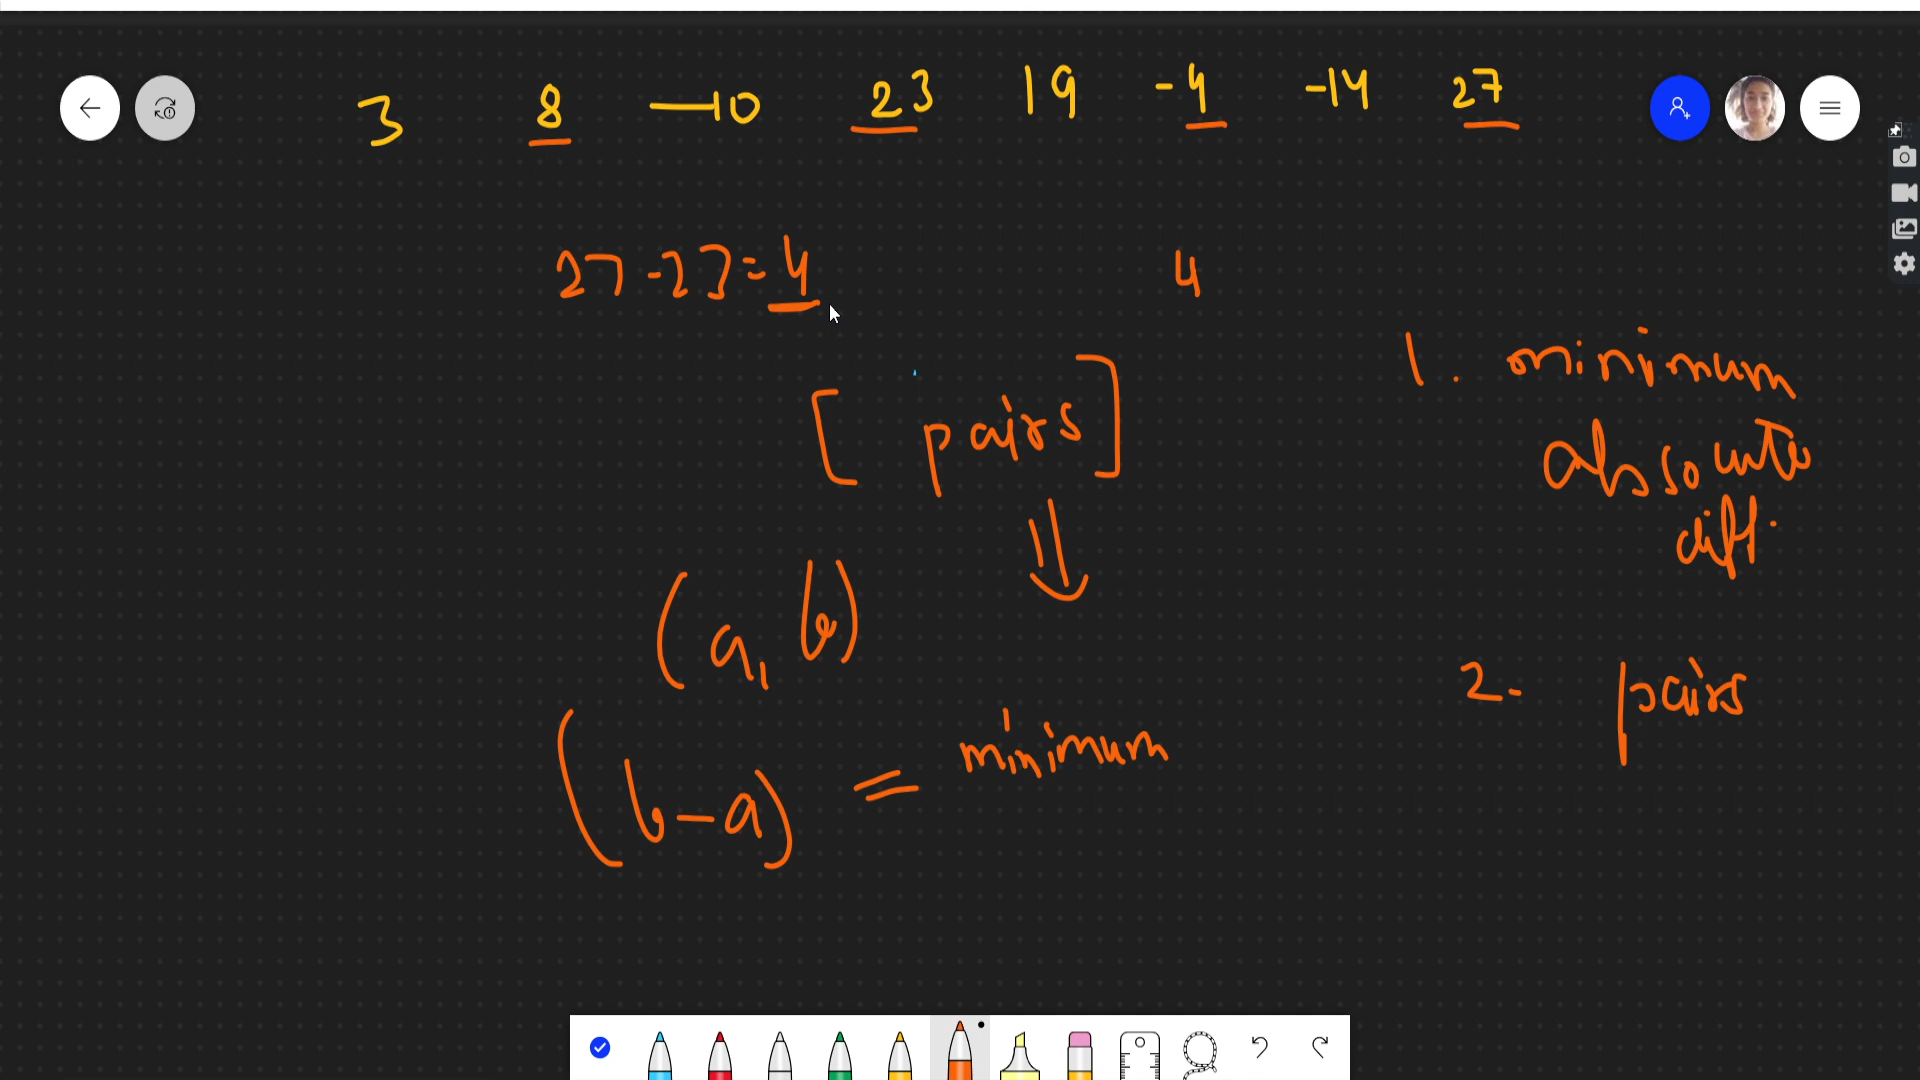 3 8 -10 23 19 -4 -14 27
27-23=4 4
[pairs]
(a, b)
(b-a) = minimum
1. minimum
absolute
diff.
2. pairs